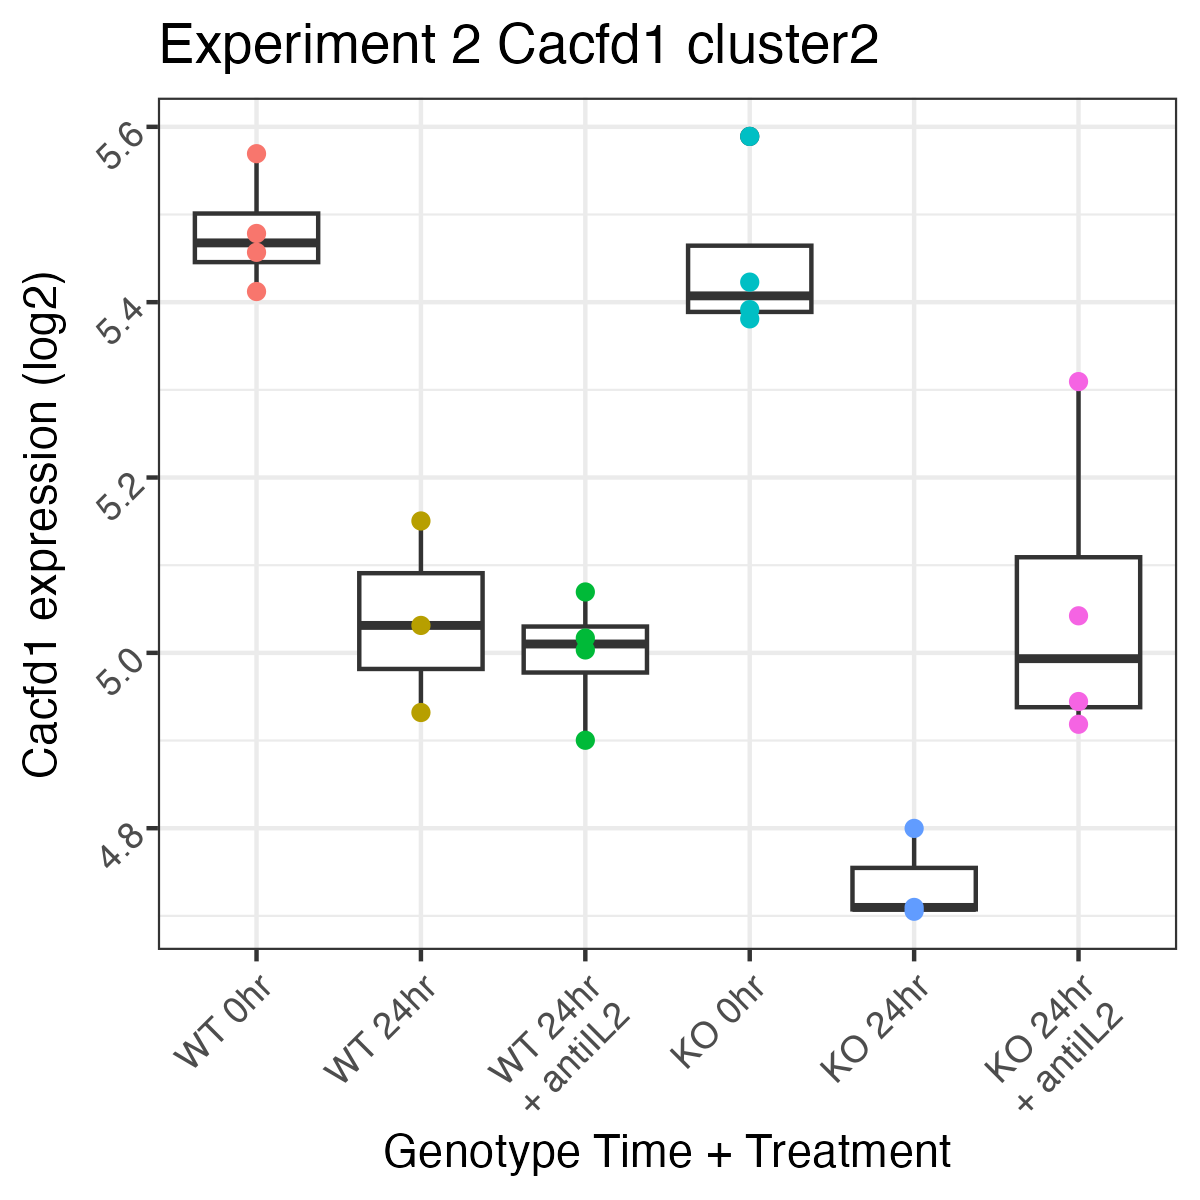 Experiment 2 Cacfd1 cluster2
Cacfd1 expression (log2)
5.6
5.4
5.2
5.0
4.8
WT 0hr
WT 24hr
WT 24hr
+ antiIL2
KO 0hr
KO 24hr
KO 24hr
+ antiIL2
Genotype Time + Treatment